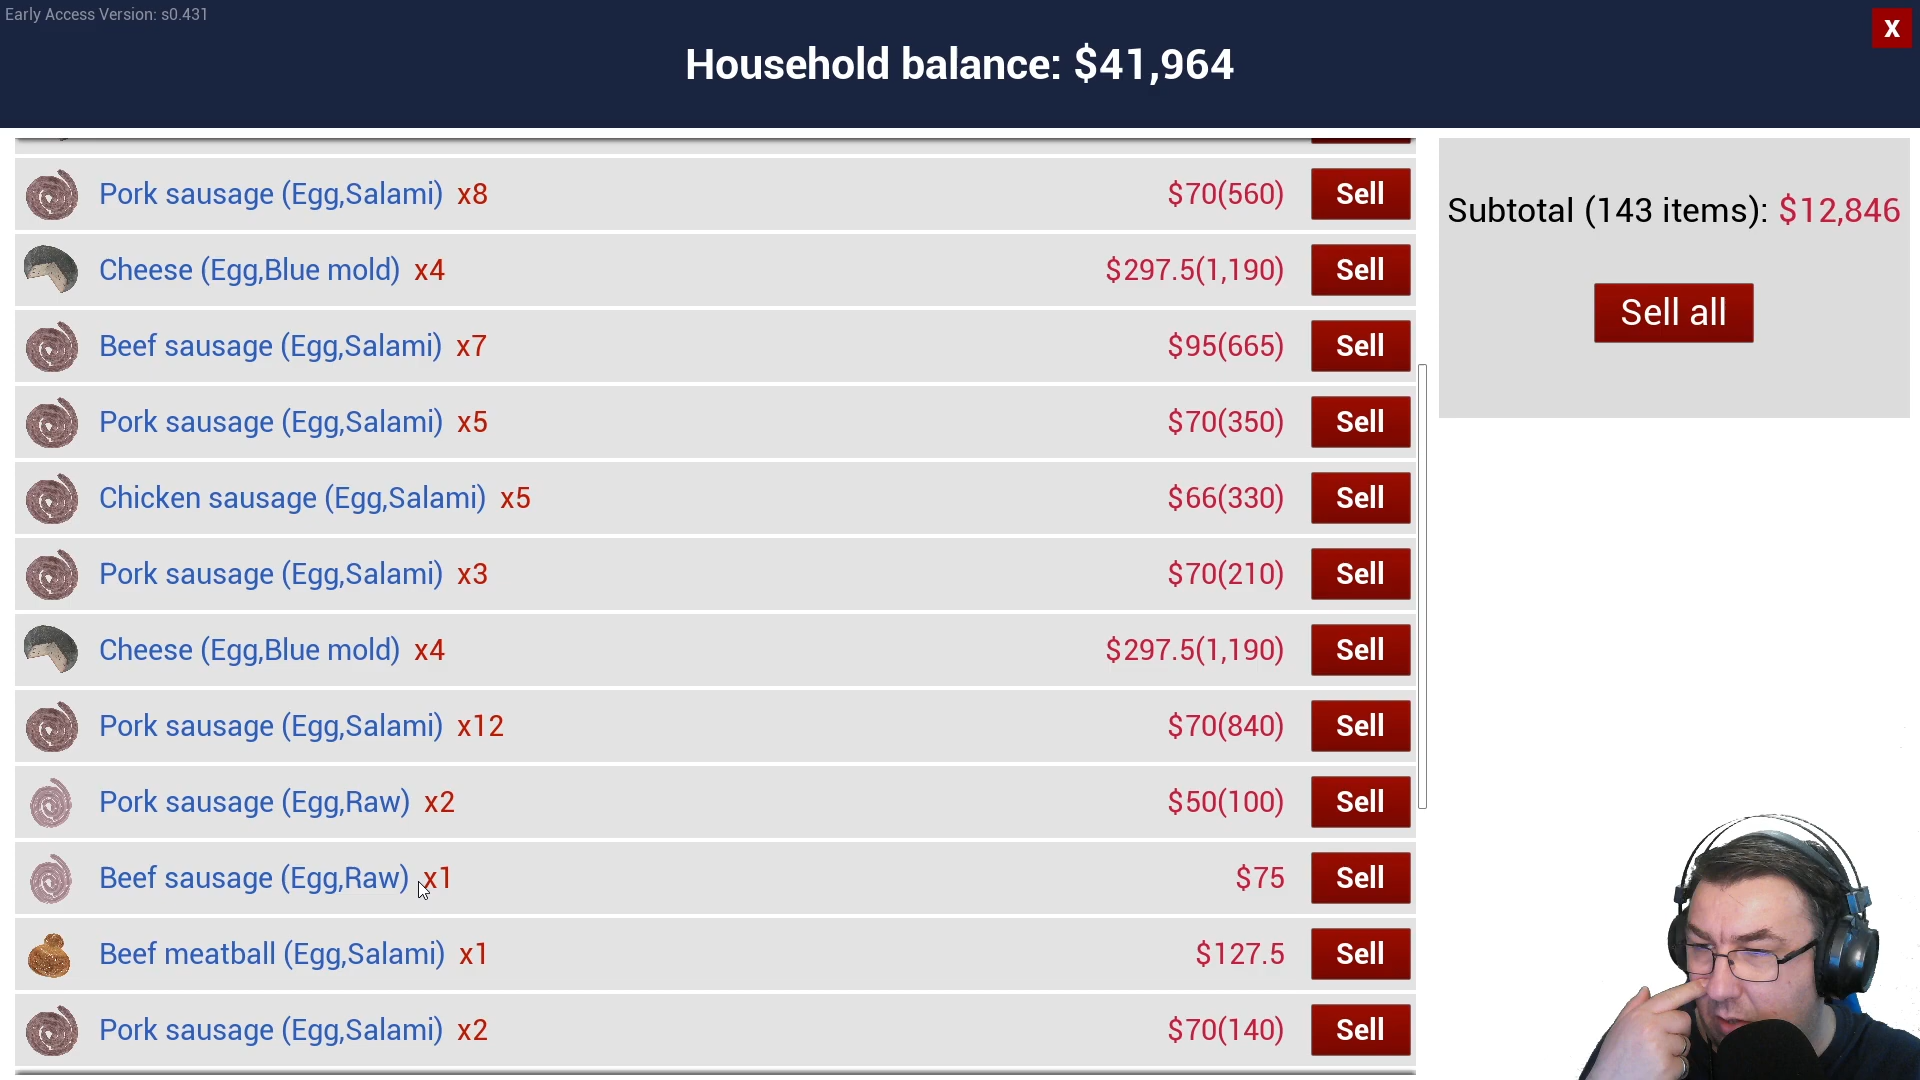 Early Access Version: s0.431
X
Household balance: $41,964
Pork sausage (Egg,Salami) x8 $70(560) Sell
Cheese (Egg,Blue mold) x4 $297.5(1,190) Sell
Beef sausage (Egg,Salami) x7 $95(665) Sell
Pork sausage (Egg,Salami) x5 $70(350) Sell
Chicken sausage (Egg,Salami) x5 $66(330) Sell
Pork sausage (Egg,Salami) x3 $70(210) Sell
Cheese (Egg,Blue mold) x4 $297.5(1,190) Sell
Pork sausage (Egg,Salami) x12 $70(840) Sell
Pork sausage (Egg,Raw) x2 $50(100) Sell
Beef sausage (Egg,Raw) x1 $75 Sell
Beef meatball (Egg,Salami) x1 $127.5 Sell
Pork sausage (Egg,Salami) x2 $70(140) Sell
Subtotal (143 items): $12,846
Sell all